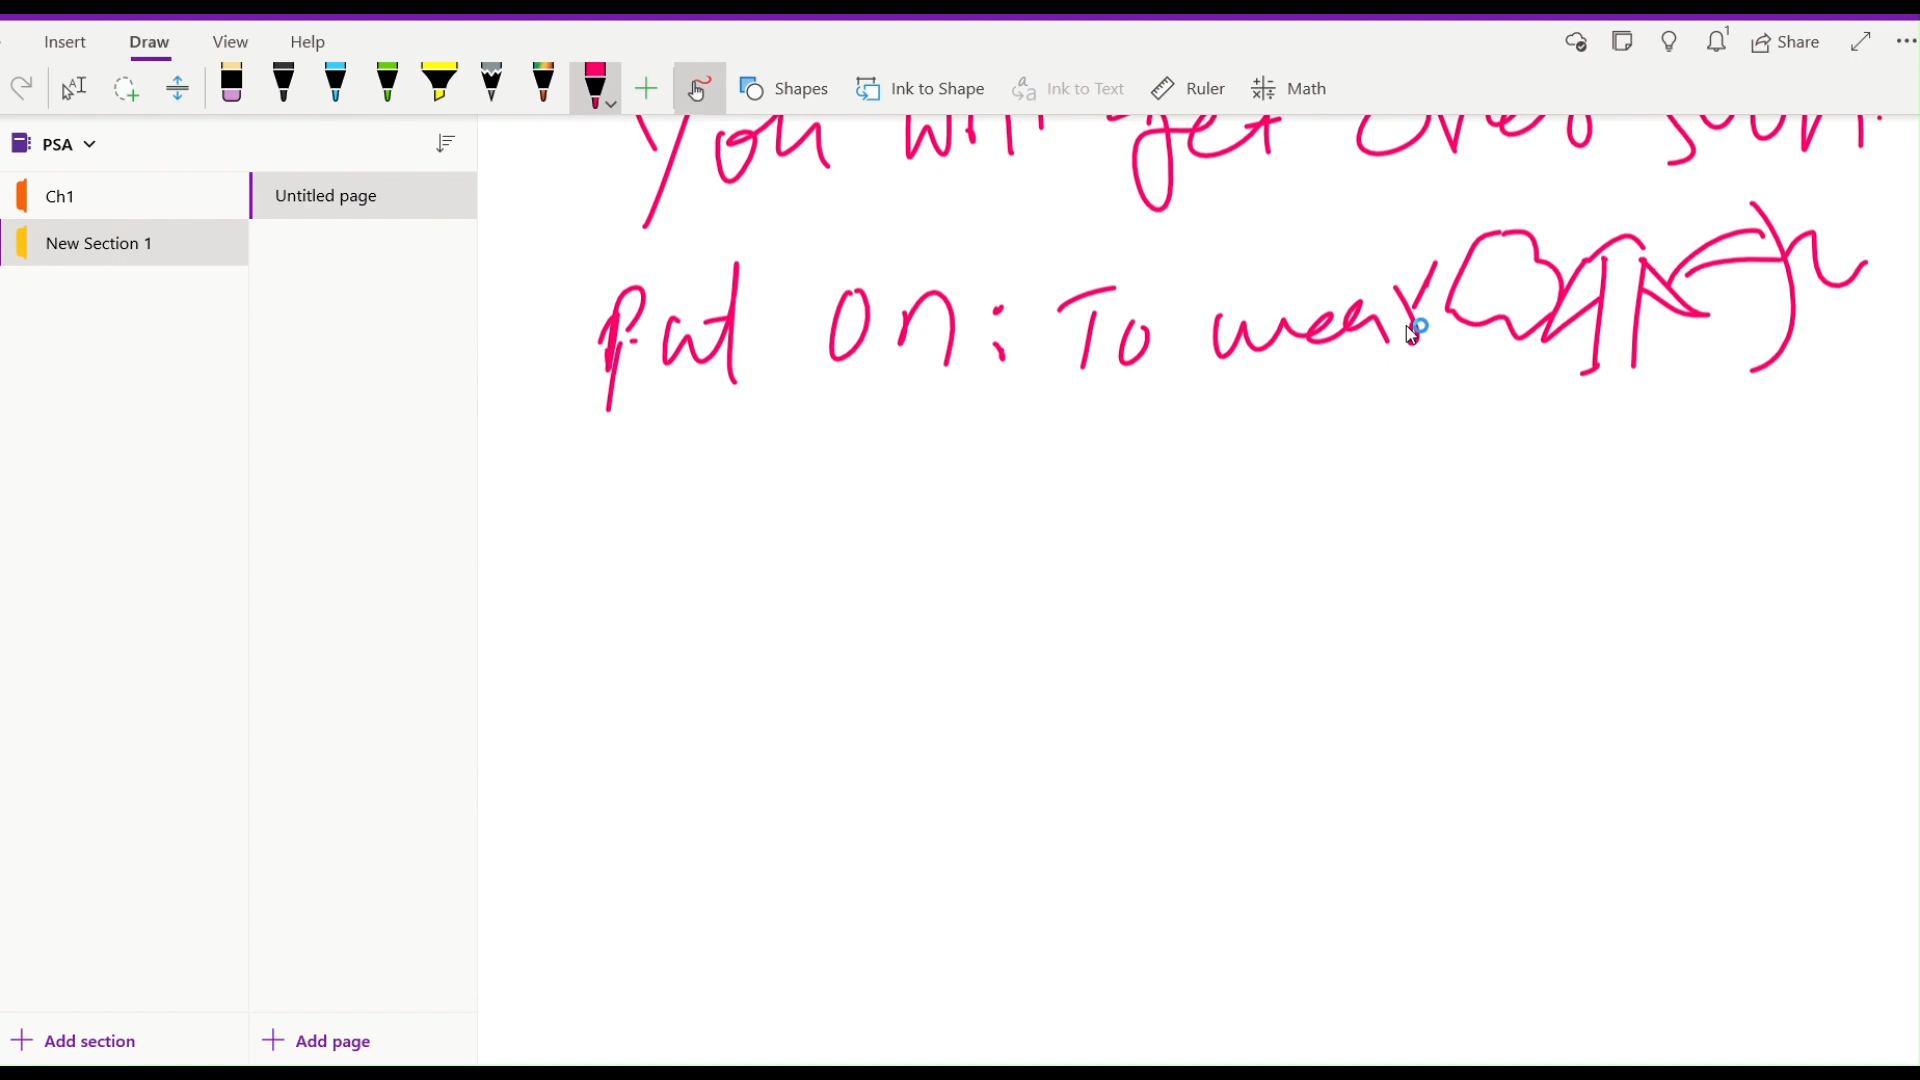 Insert Draw View Help Share
Shapes Ink to Shape Ink to Text Ruler Math
PSA
Ch1 Untitled page
New Section 1
You will get over soon.
Put on : To wear
Add section Add page